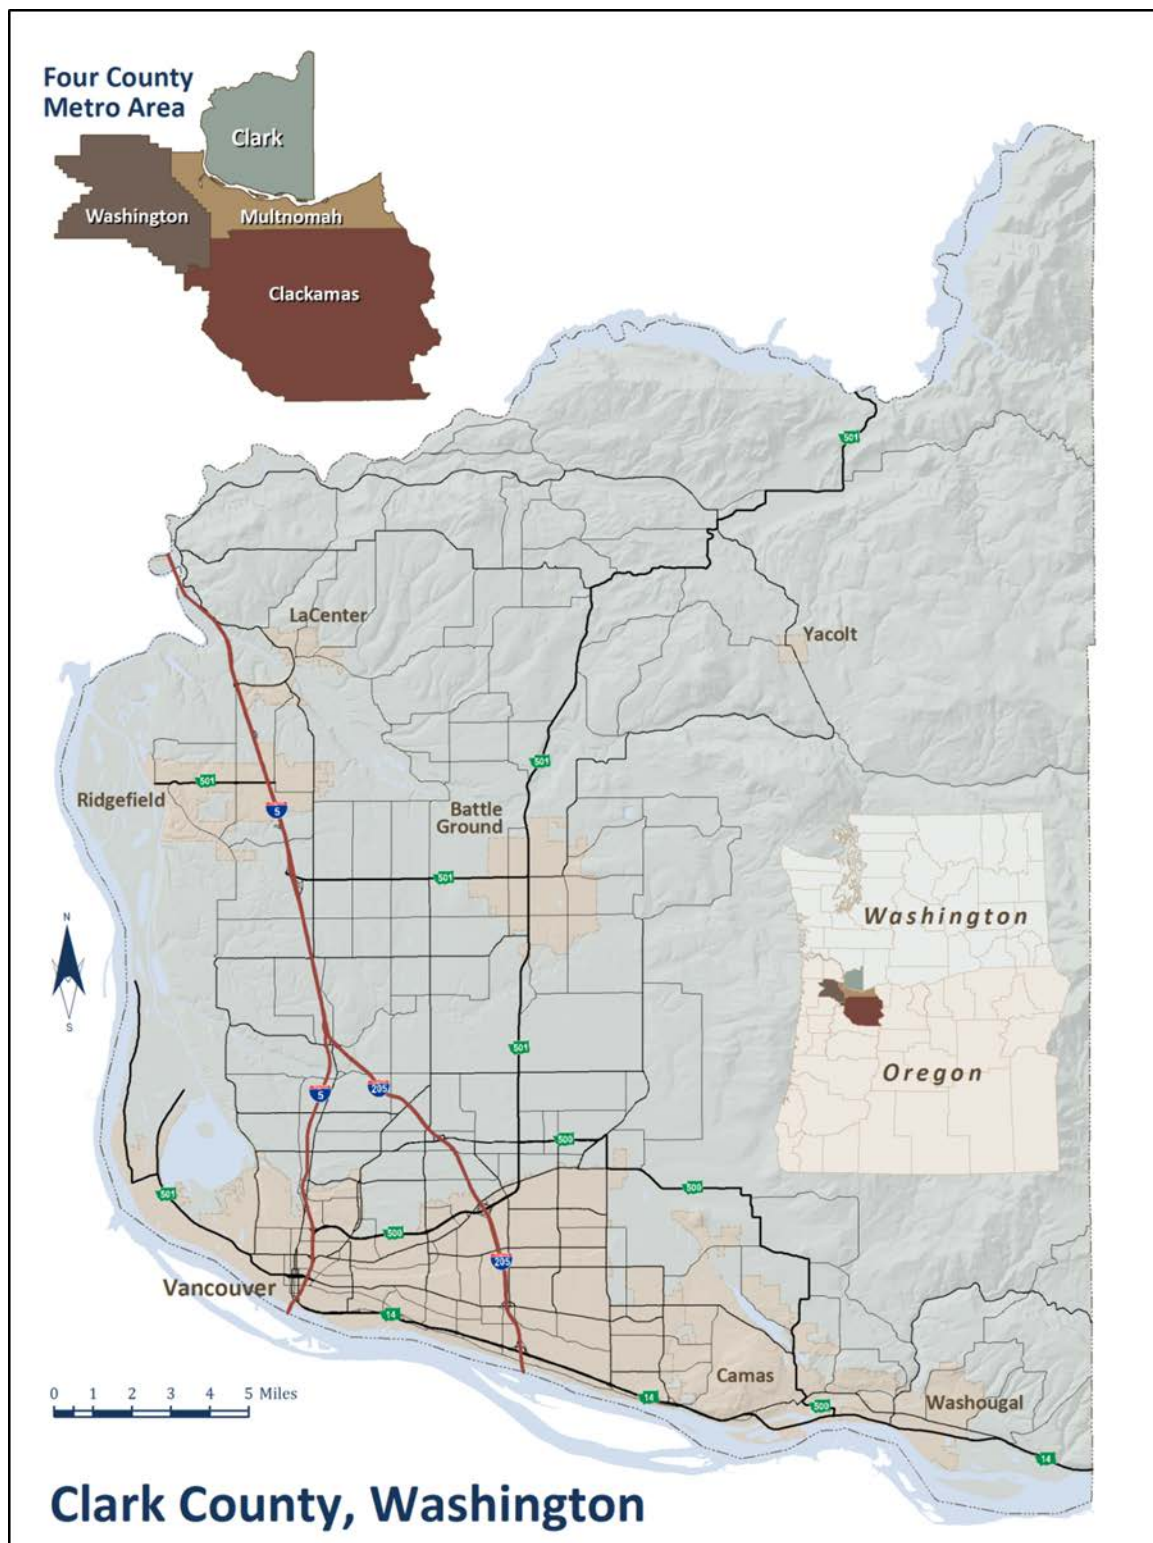 Four County
Metro Area
Clark
Washington
Multnomah
Clackamas
501
LaCenter
Yacolt
501
501
Ridgefield
5
Battle
Ground
501
Washington
N
S
501
Oregon
5
205
500
501
500
500
205
Vancouver
14
Camas
0 1 2 3 4 5 Miles
14
500
Washougal
14
Clark County, Washington